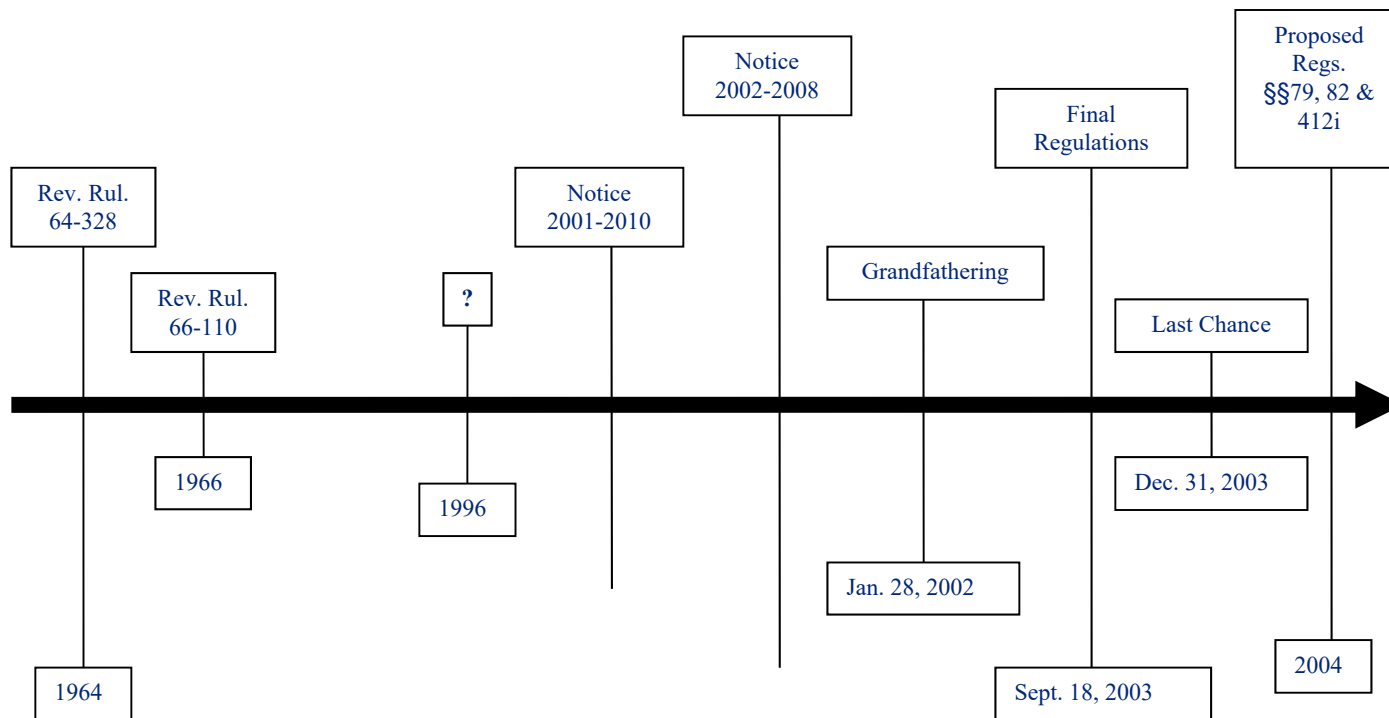 Proposed
Regs.
§§79, 82 &
412i
Notice
2002-2008
Final
Regulations
Rev. Rul.
64-328
Notice
2001-2010
Grandfathering
Rev. Rul.
66-110
?
Last Chance
1966
1996
Dec. 31, 2003
Jan. 28, 2002
2004
1964
Sept. 18, 2003